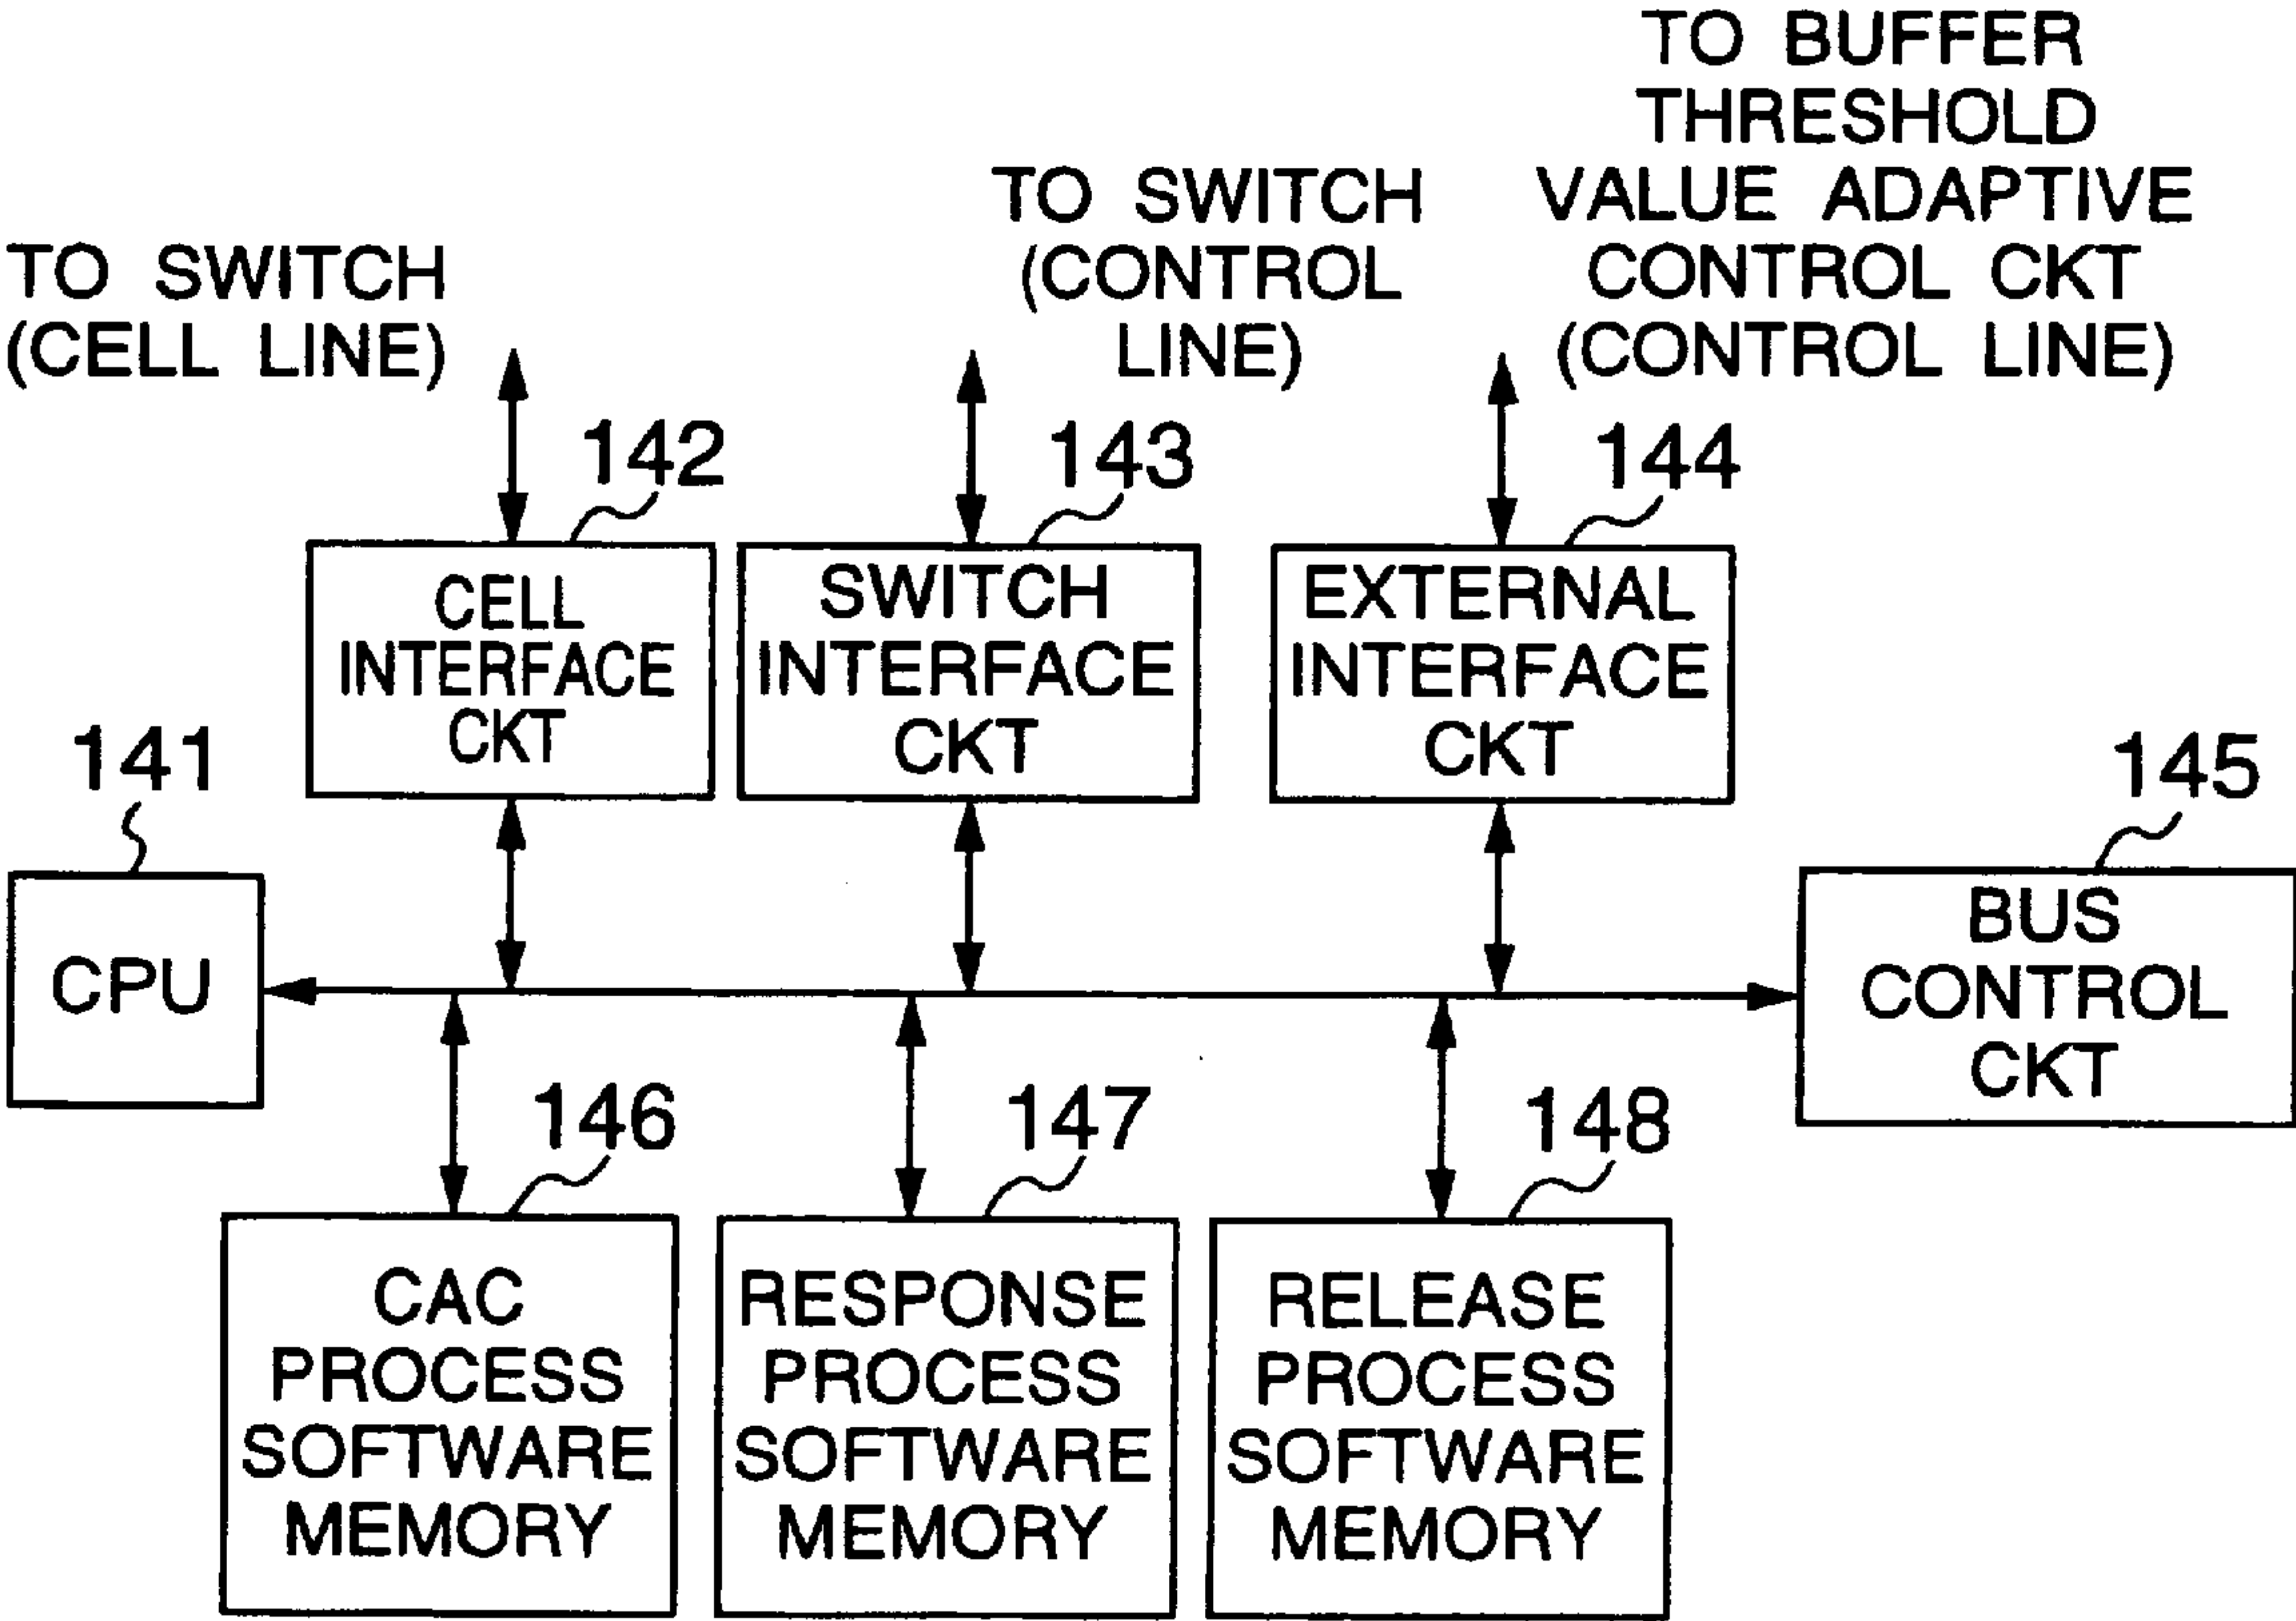 TO BUFFER
THRESHOLD
VALUE ADAPTIVE
CONTROL CKT
(CONTROL LINE)
TO SWITCH
(CONTROL
LINE)
TO SWITCH
(CELL LINE)
142
143
144
CELL
INTERFACE
CKT
SWITCH
INTERFACE
CKT
EXTERNAL
INTERFACE
CKT
141
145
CPU
BUS
CONTROL
CKT
146
147
148
CAC
PROCESS
SOFTWARE
MEMORY
RESPONSE
PROCESS
SOFTWARE
MEMORY
RELEASE
PROCESS
SOFTWARE
MEMORY